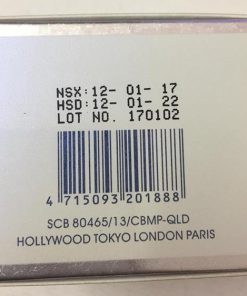 NSX: 12- 01- 17
HSD: 12- 01- 22
LOT NO. 170102
4 715093 201888
SCB 80465/13/CBMP-QLD
HOLLYWOOD TOKYO LONDON PARIS